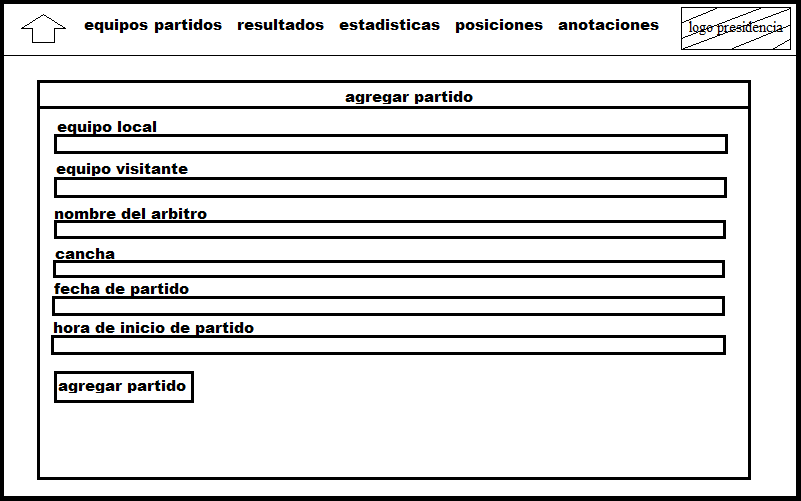 equipos partidos resultados estadisticas posiciones anotaciones logo presidencia
agregar partido
equipo local
equipo visitante
nombre del arbitro
cancha
fecha de partido
hora de inicio de partido
agregar partido